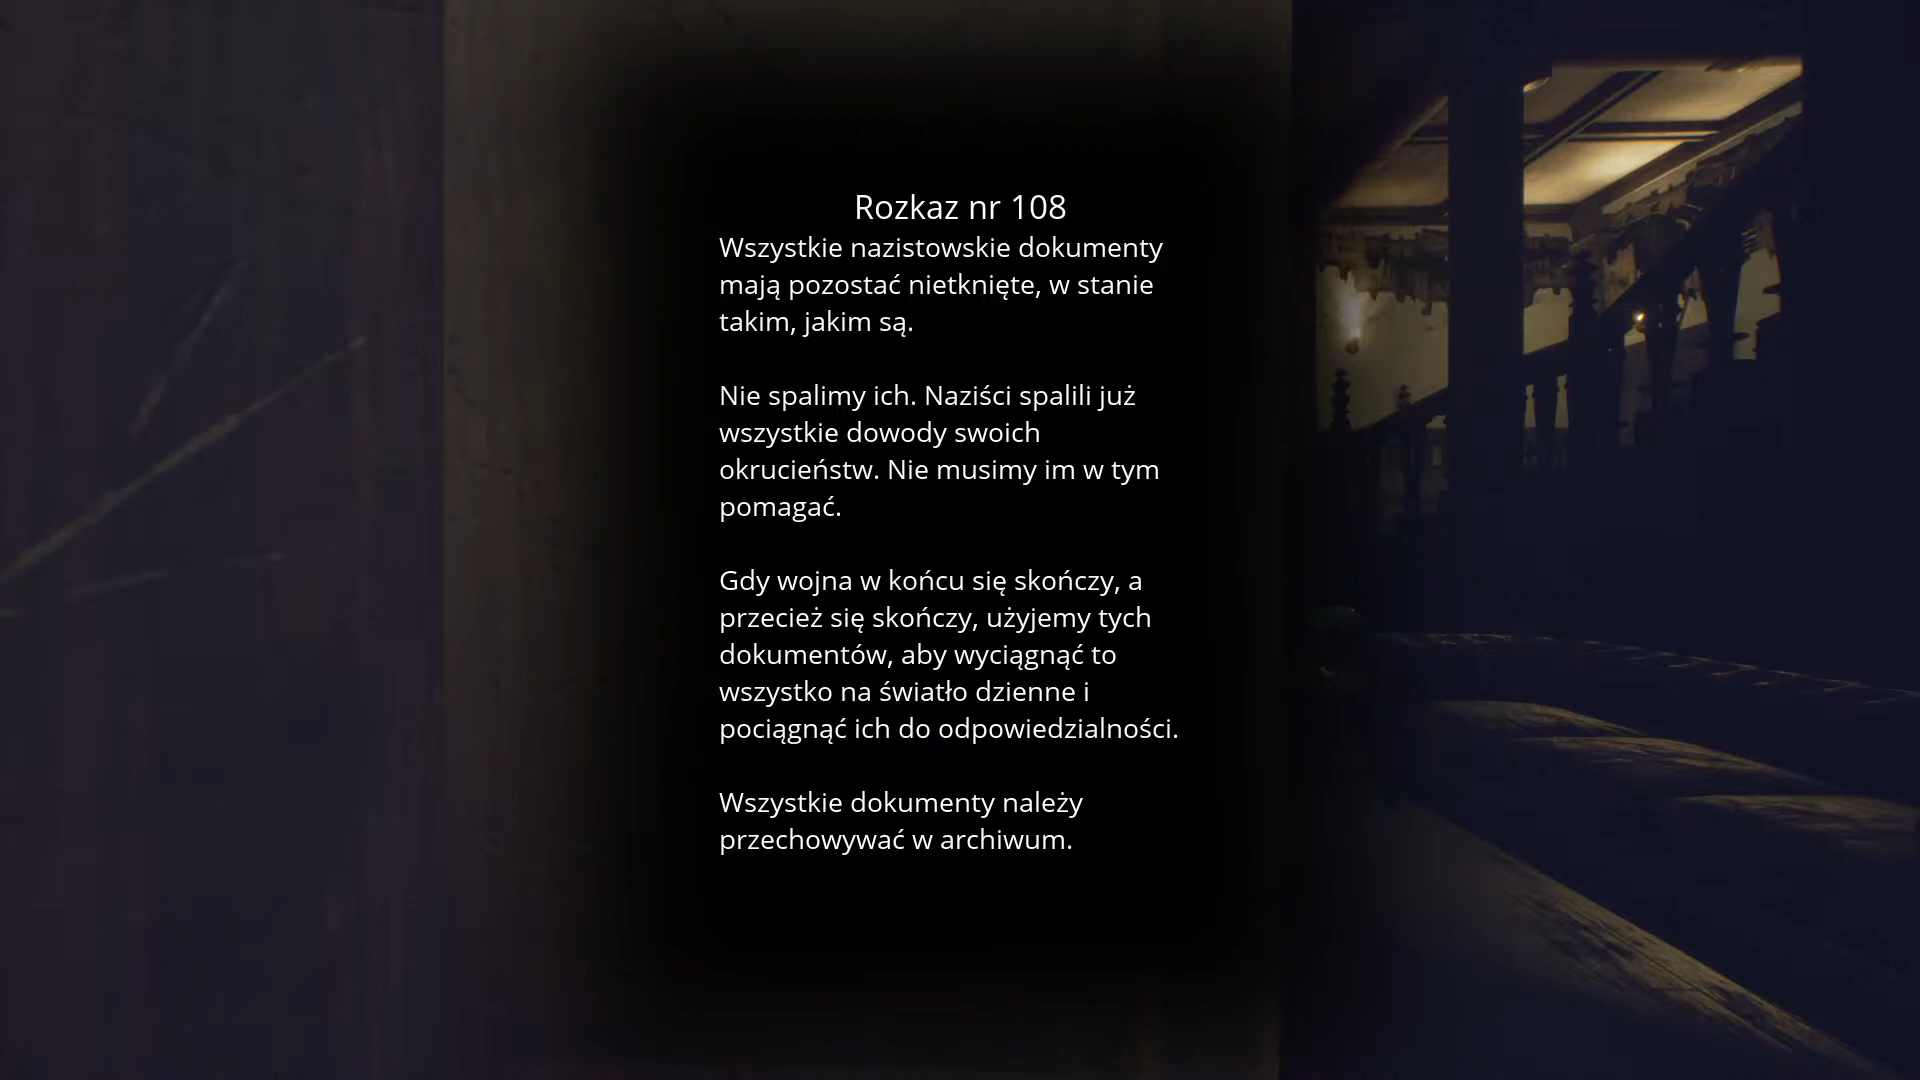 Rozkaz nr 108
Wszystkie nazistowskie dokumenty
mają pozostać nietknięte, w stanie
takim, jakim są.
Nie spalimy ich. Naziści spalili już
wszystkie dowody swoich
okrucieństw. Nie musimy im w tym
pomagać.
Gdy wojna w końcu się skończy, a
przecież się skończy, użyjemy tych
dokumentów, aby wyciągnąć to
wszystko na światło dzienne i
pociągnąć ich do odpowiedzialności.
Wszystkie dokumenty należy
przechowywać w archiwum.